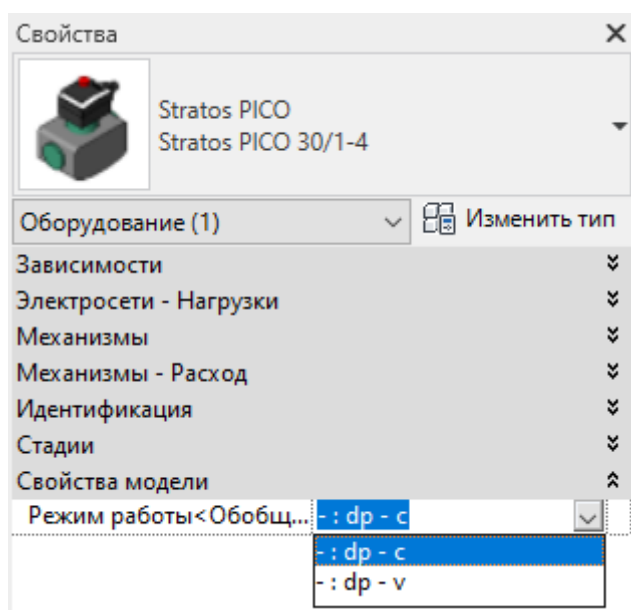 Свойства
Stratos PICO
Stratos PICO 30/1-4
Оборудование (1)
Изменить тип
Зависимости
Электросети - Нагрузки
Механизмы
Механизмы - Расход
Идентификация
Стадии
Свойства модели
Режим работы<Обобщ... - : dp - c
- : dp - c
- : dp - v